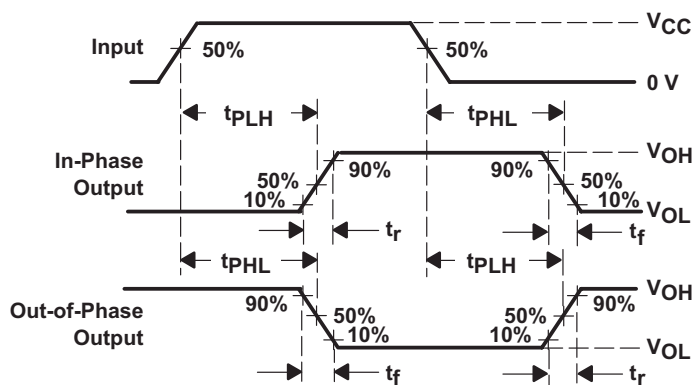 Input
50%
50%
VCC
0 V
tPLH
tPHL
In-Phase
Output
50%
10%
90%
90%
50%
10%
VOH
VOL
tr
tf
tPHL
tPLH
Out-of-Phase
Output
90%
50%
10%
50%
10%
90%
VOH
VOL
tf
tr